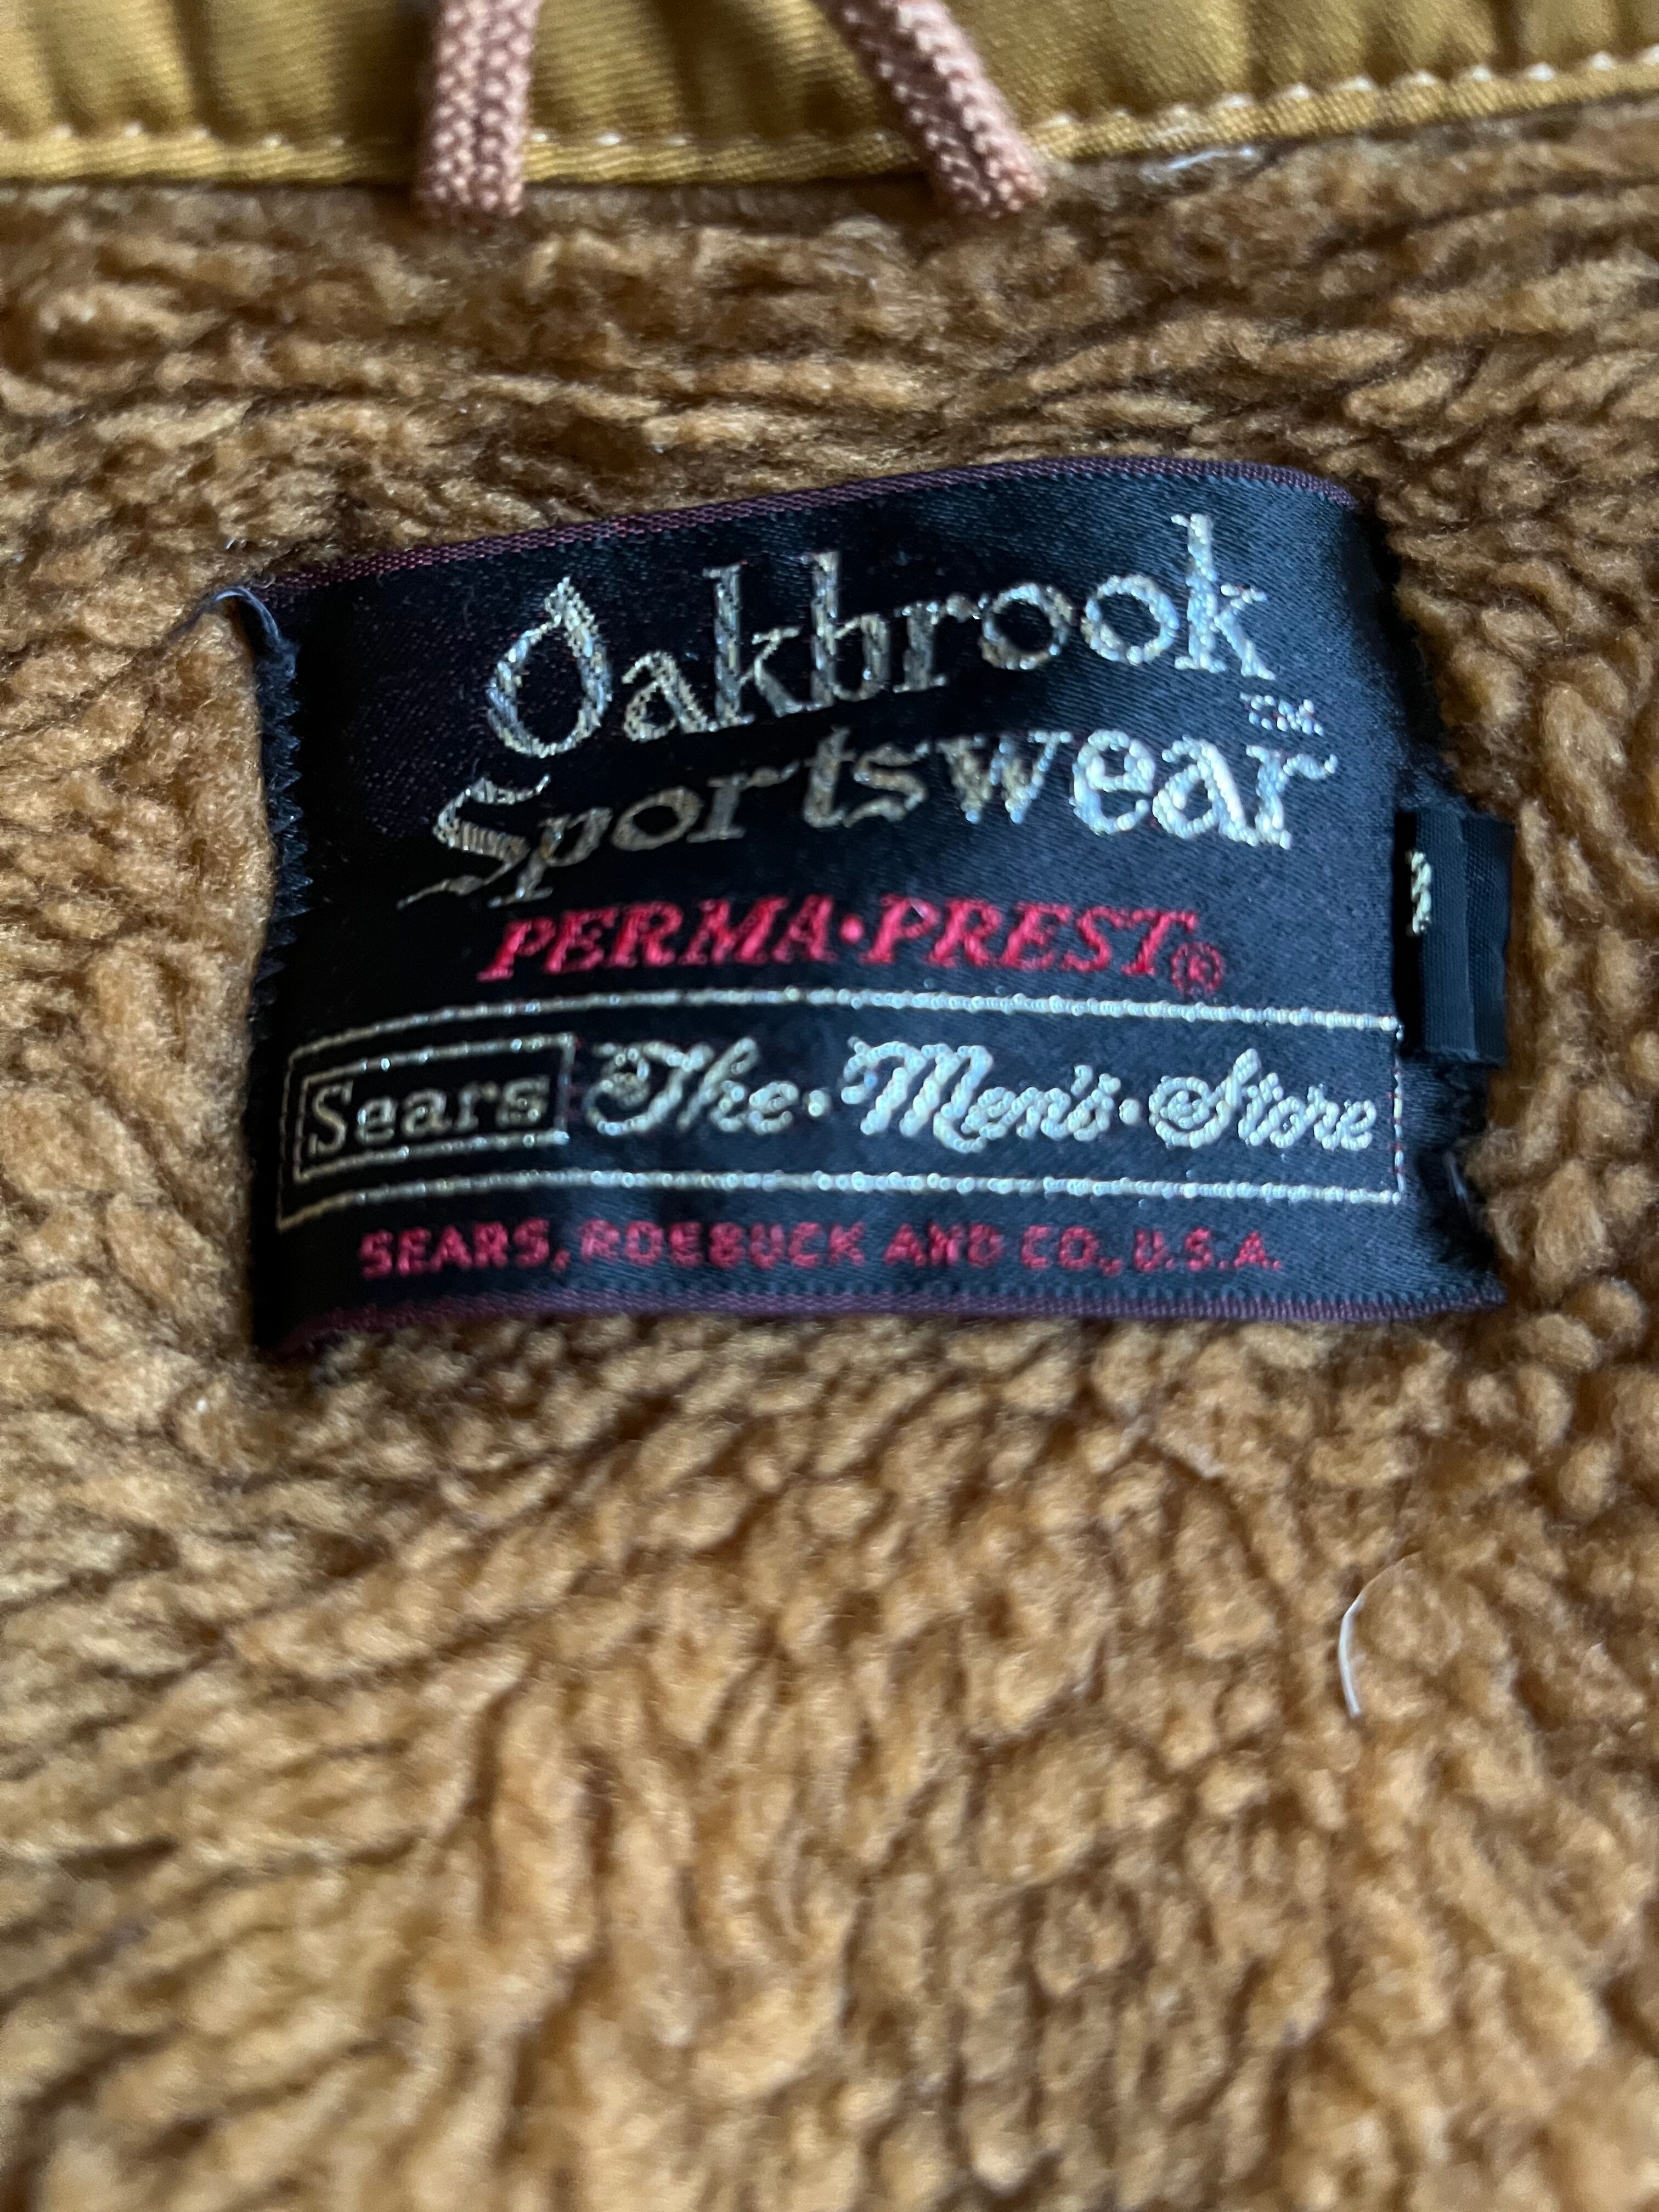 Oakbrook
T.M.
Sportswear
PERMA·PREST®
Sears The·Men's·Store
SEARS, ROEBUCK AND CO., U.S.A.